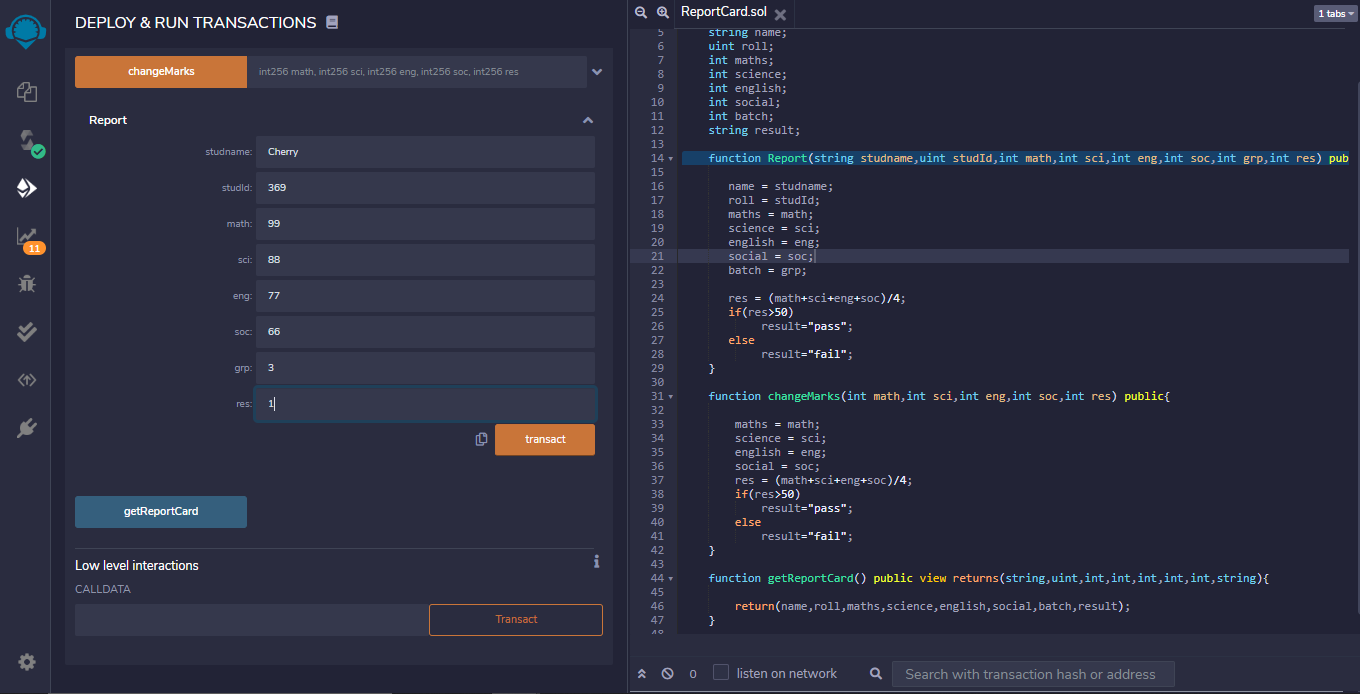 DEPLOY & RUN TRANSACTIONS
changeMarks
int256 math, int256 sci, int256 eng, int256 soc, int256 res
Report
studname:
Cherry
studId:
369
math:
99
sci:
88
eng:
77
soc:
66
grp:
3
res:
1
transact
getReportCard
Low level interactions
i
CALLDATA
Transact
11
ReportCard.sol
1 tabs
5 string name;
6 uint roll;
7 int maths;
8 int science;
9 int english;
10 int social;
11 int batch;
12 string result;
13
14 function Report(string studname,uint studId,int math,int sci,int eng,int soc,int grp,int res) pub
15
16 name = studname;
17 roll = studId;
18 maths = math;
19 science = sci;
20 english = eng;
21 social = soc;
22 batch = grp;
23
24 res = (math+sci+eng+soc)/4;
25 if(res>50)
26 result="pass";
27 else
28 result="fail";
29 }
30
31 function changeMarks(int math,int sci,int eng,int soc,int res) public{
32
33 maths = math;
34 science = sci;
35 english = eng;
36 social = soc;
37 res = (math+sci+eng+soc)/4;
38 if(res>50)
39 result="pass";
40 else
41 result="fail";
42 }
43
44 function getReportCard() public view returns(string,uint,int,int,int,int,int,string){
45
46 return(name,roll,maths,science,english,social,batch,result);
47 }
48
0
listen on network
Search with transaction hash or address